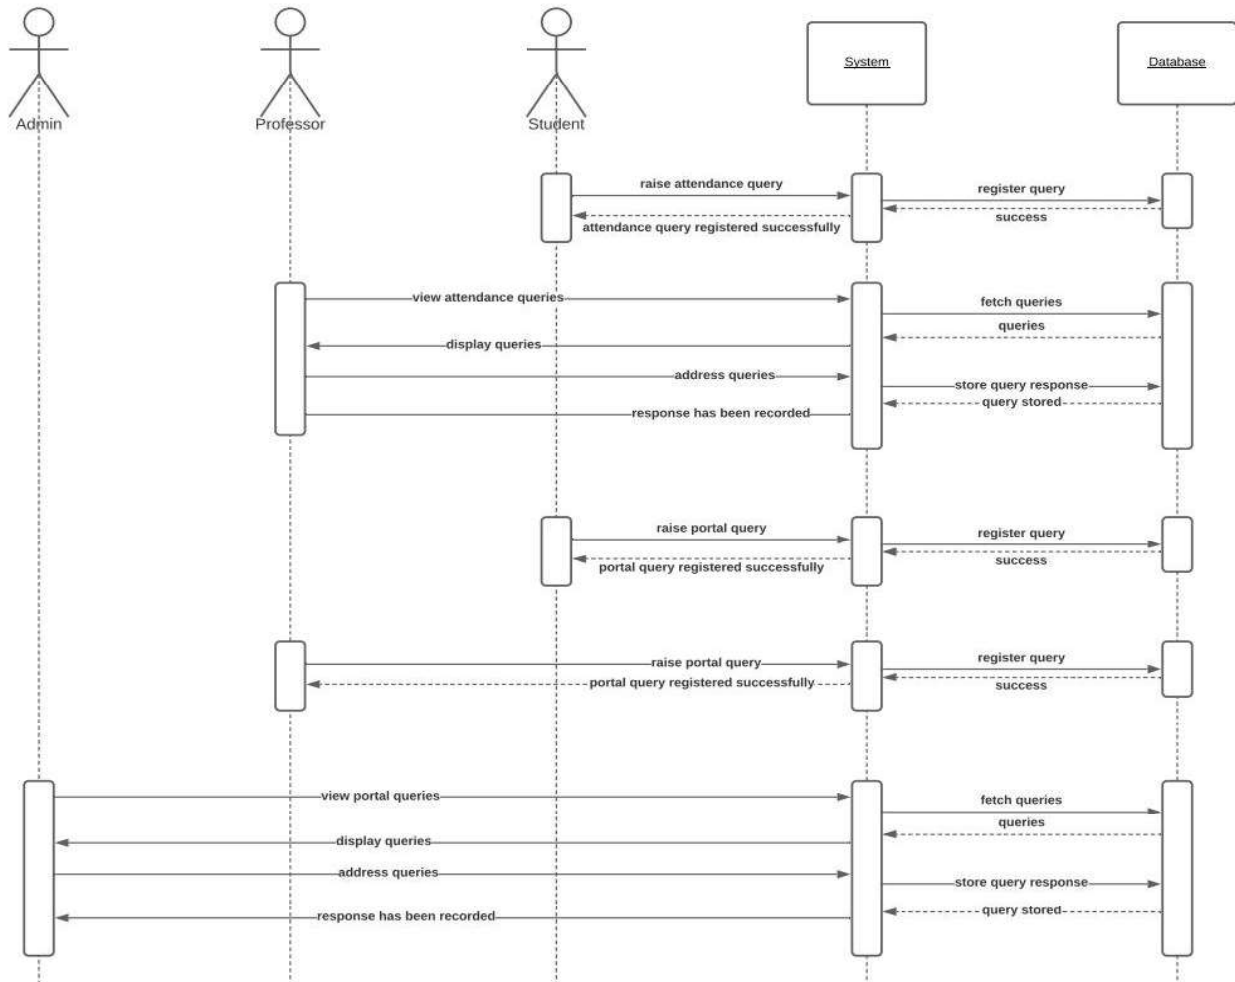 System
Database
Admin
Professor
Student
raise attendance query
register query
success
attendance query registered successfully
view attendance queries
fetch queries
queries
display queries
address queries
store query response
query stored
response has been recorded
raise portal query
register query
success
portal query registered successfully
raise portal query
register query
success
portal query registered successfully
view portal queries
fetch queries
queries
display queries
address queries
store query response
query stored
response has been recorded